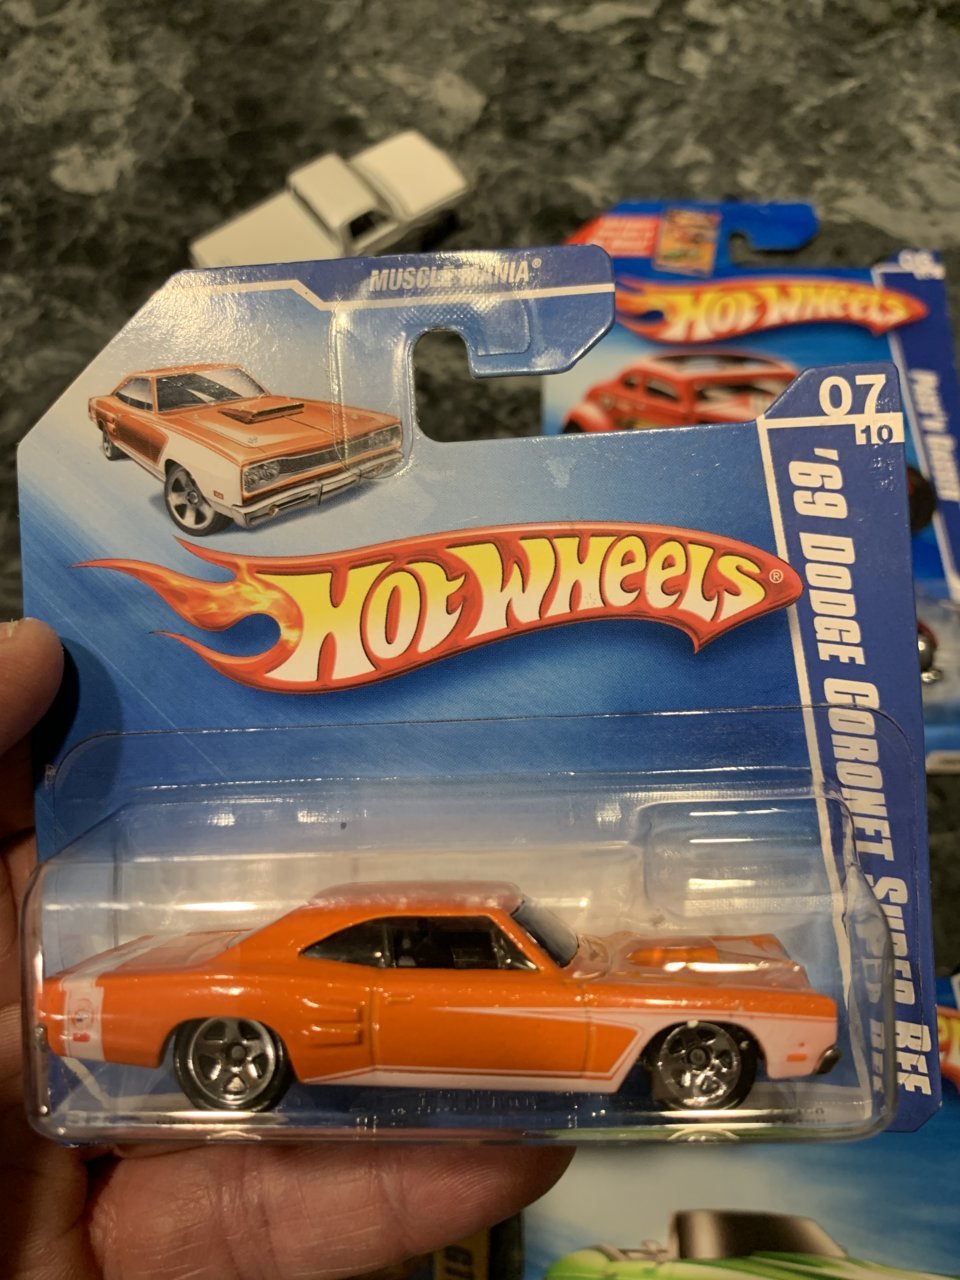 MUSCLE MANIA®
HOT WHEELS®
07
10
'69 DODGE CORONET SUPER BEE
HOT WHEELS